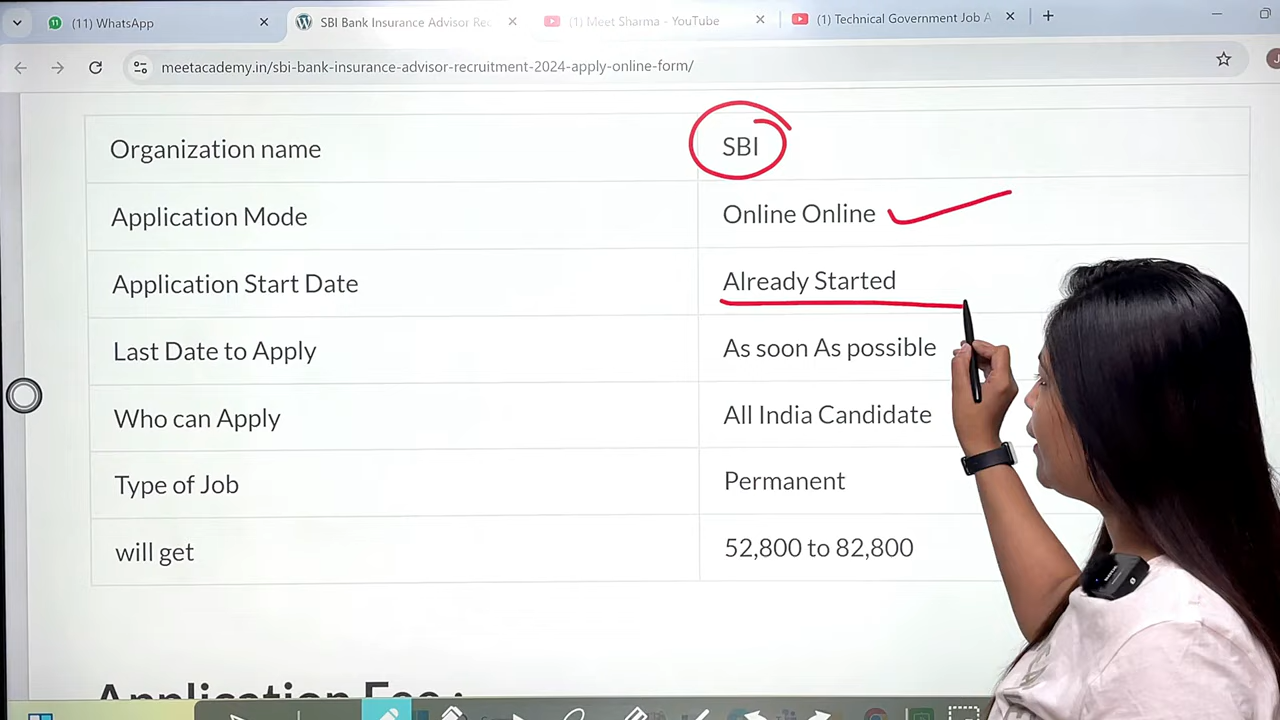 (11) WhatsApp
SBI Bank Insurance Advisor Rec
(1) Meet Sharma - YouTube
(1) Technical Government Job A
meetacademy.in/sbi-bank-insurance-advisor-recruitment-2024-apply-online-form/
Organization name SBI
Application Mode Online Online
Application Start Date Already Started
Last Date to Apply As soon As possible
Who can Apply All India Candidate
Type of Job Permanent
will get 52,800 to 82,800
Application Fee :